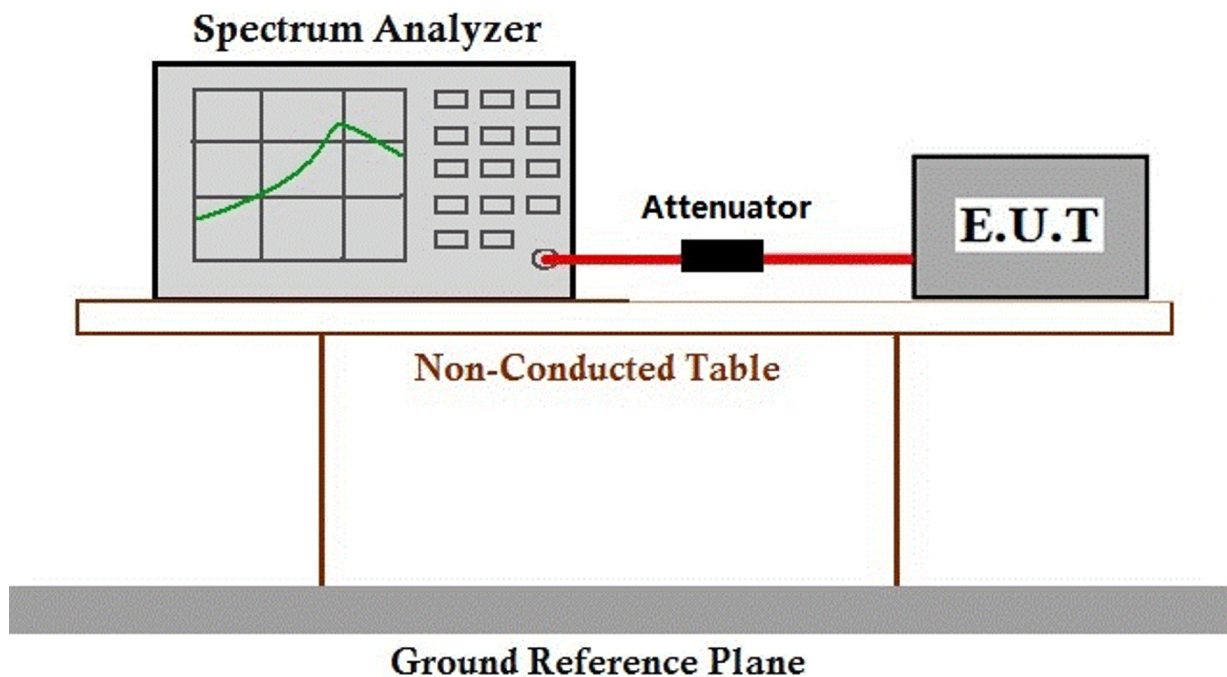 Spectrum Analyzer
Attenuator
E.U.T
Non-Conducted Table
Ground Reference Plane